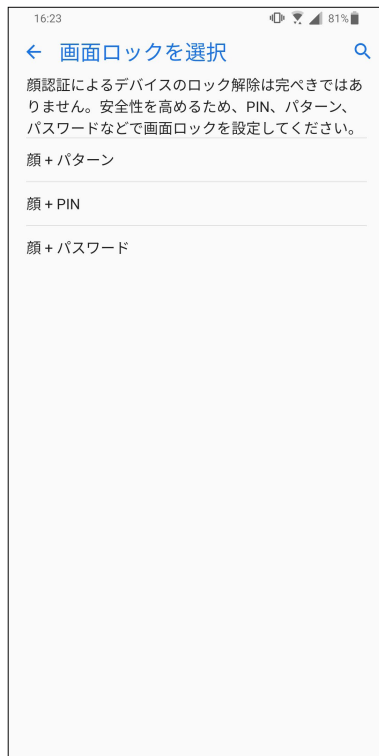 16:23
81%
画面ロックを選択
顔認証によるデバイスのロック解除は完ぺきではあ
りません。安全性を高めるため、PIN、パターン、
パスワードなどで画面ロックを設定してください。
顔 + パターン
顔 + PIN
顔 + パスワード